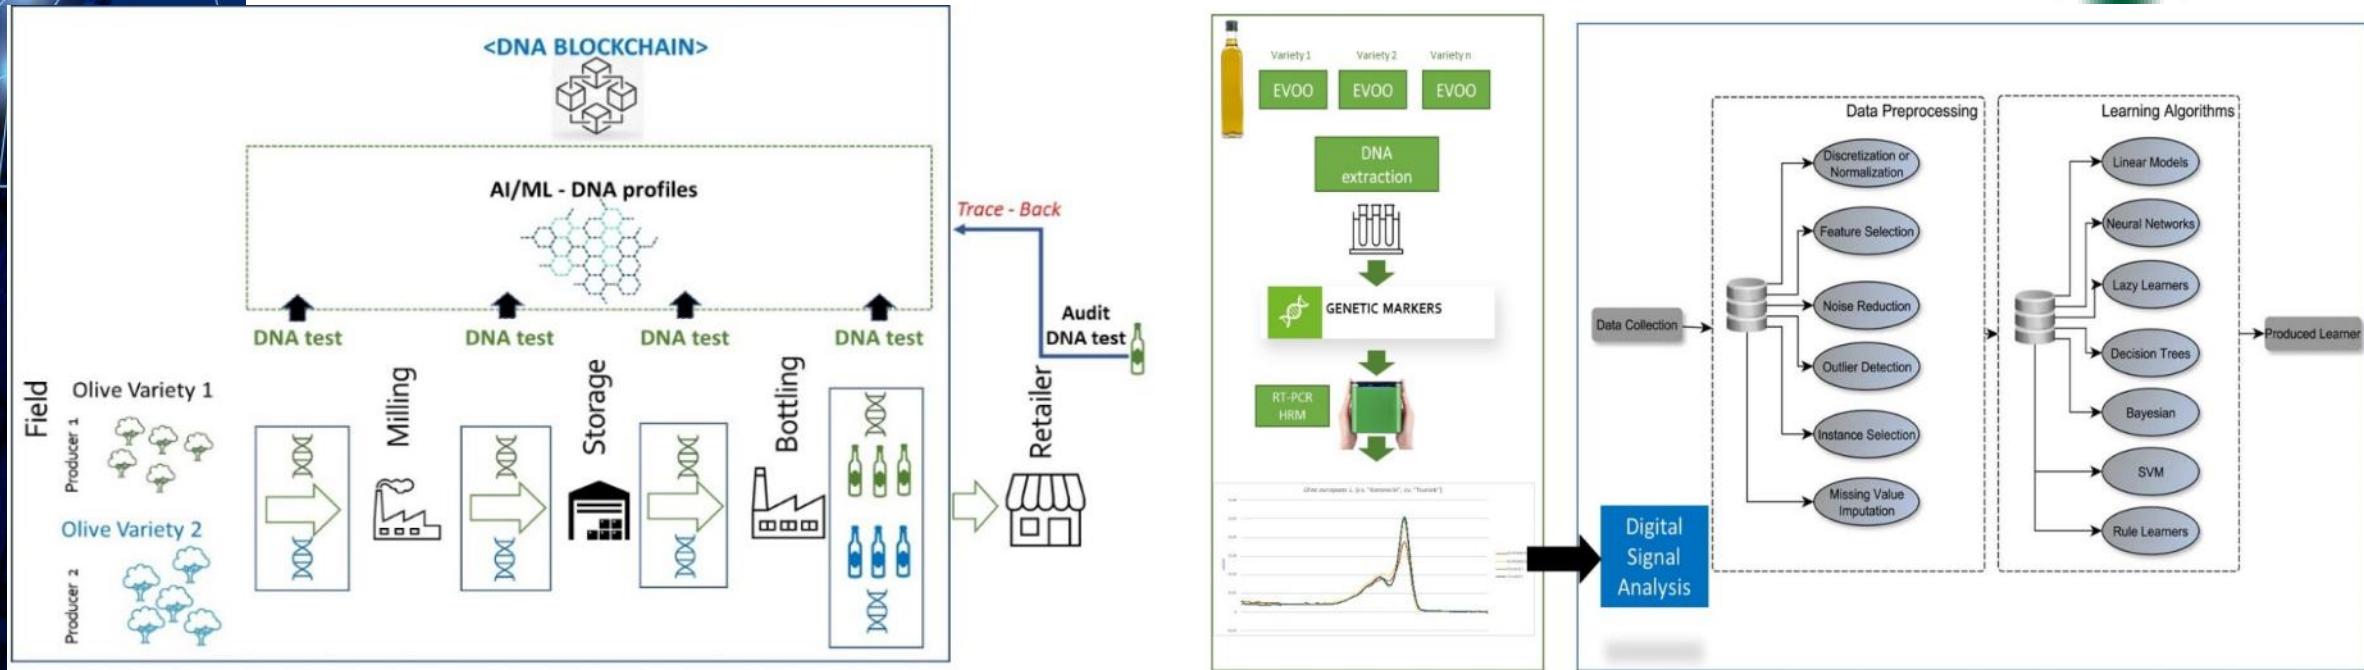 <DNA BLOCKCHAIN>
AI/ML - DNA profiles
Trace - Back
Audit
DNA test
DNA test
DNA test
DNA test
DNA test
Field
Olive Variety 1
Producer 1
Olive Variety 2
Producer 2
Milling
Storage
Bottling
Retailer
Variety 1
Variety 2
Variety n
EVOO
EVOO
EVOO
DNA
extraction
GENETIC MARKERS
RT-PCR
HRM
Digital
Signal
Analysis
Data Collection
Data Preprocessing
Discretization or
Normalization
Feature Selection
Noise Reduction
Outlier Detection
Instance Selection
Missing Value
Imputation
Learning Algorithms
Linear Models
Neural Networks
Lazy Learners
Decision Trees
Bayesian
SVM
Rule Learners
Produced Learner